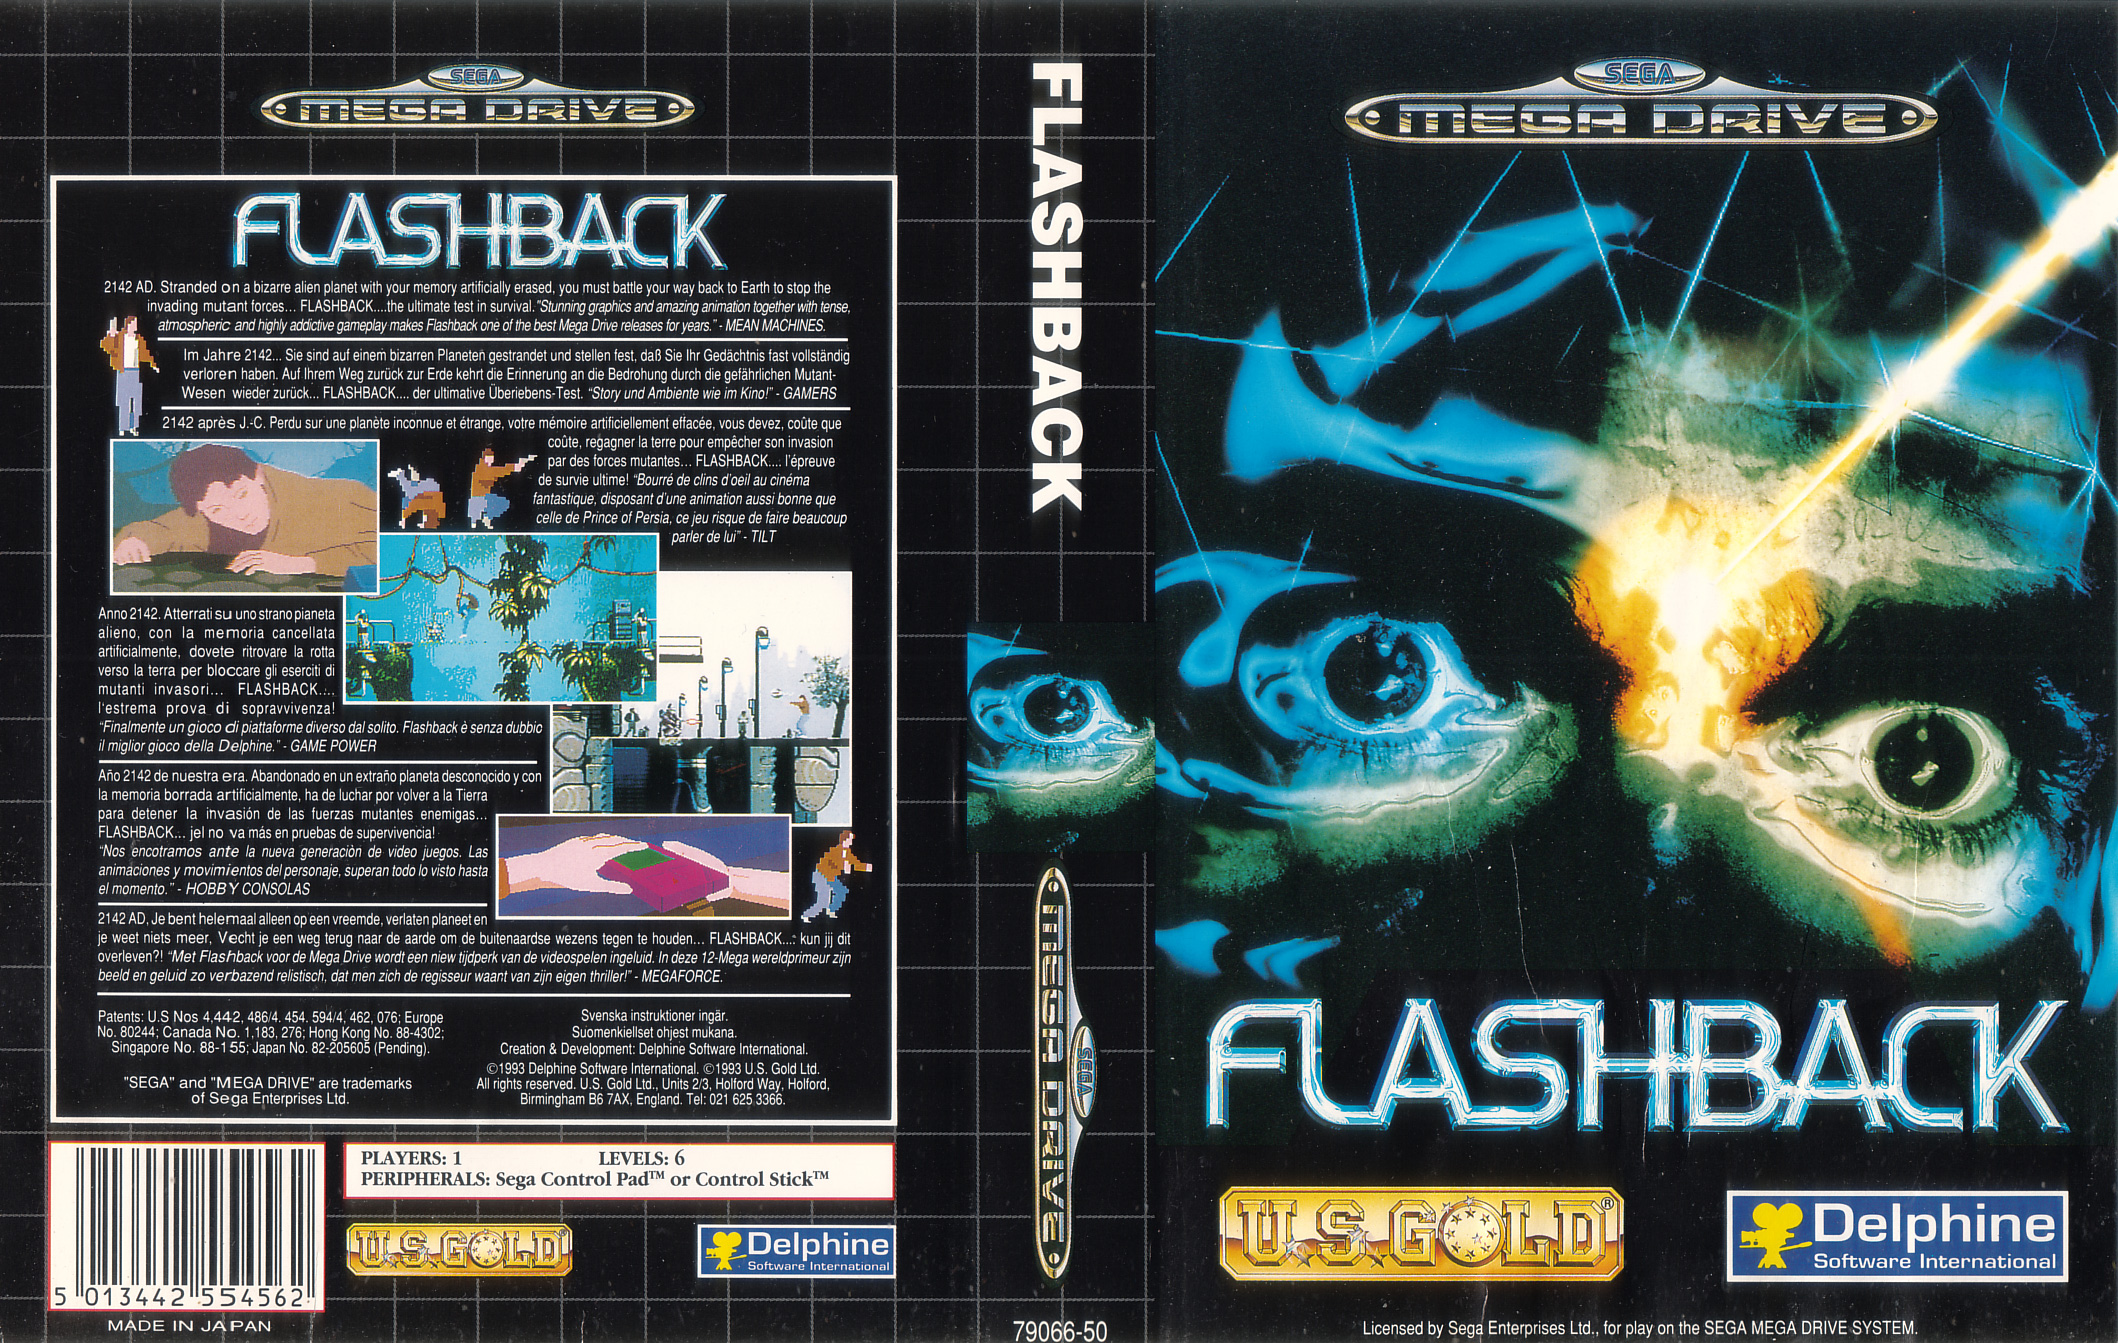 SEGA
MEGA DRIVE
FLASHBACK
2142 AD. Stranded on a bizarre alien planet with your memory artificially erased, you must battle your way back to Earth to stop the
invading mutant forces... FLASHBACK....the ultimate test in survival."Stunning graphics and amazing animation together with tense,
atmospheric and highly addictive gameplay makes Flashback one of the best Mega Drive releases for years." - MEAN MACHINES.
Im Jahre 2142... Sie sind auf einem bizarren Planeten gestrandet und stellen fest, daß Sie Ihr Gedächtnis fast vollständig
verloren haben. Auf Ihrem Weg zurück zur Erde kehrt die Erinnerung an die Bedrohung durch die gefährlichen Mutant-
Wesen wieder zurück... FLASHBACK.... der ultimative Überiebens-Test. "Story und Ambiente wie im Kino!" - GAMERS
2142 après J.-C. Perdu sur une planète inconnue et étrange, votre mémoire artificiellement effacée, vous devez, coûte que
coûte, regagner la terre pour empêcher son invasion
par des forces mutantes... FLASHBACK.... l'épreuve
de survie ultime! "Bourré de clins d'oeil au cinéma
fantastique, disposant d'une animation aussi bonne que
celle de Prince of Persia, ce jeu risque de faire beaucoup
parler de lui" - TILT
Anno 2142. Atterrati su uno strano pianeta
alieno, con la memoria cancellata
artificialmente, dovete ritrovare la rotta
verso la terra per bloccare gli eserciti di
mutanti invasori... FLASHBACK....
l'estrema prova di sopravvivenza!
"Finalmente un gioco di piattaforme diverso dal solito. Flashback è senza dubbio
il miglior gioco della Delphine." - GAME POWER
Año 2142 de nuestra era. Abandonado en un extraño planeta desconocido y con
la memoria borrada artificialmente, ha de luchar por volver a la Tierra
para detener la invasión de las fuerzas mutantes enemigas...
FLASHBACK... ¡el no va más en pruebas de supervivencia!
"Nos encotramos ante la nueva generaciòn de video juegos. Las
animaciones y movimientos del personaje, superan todo lo visto hasta
el momento." - HOBBY CONSOLAS
2142 AD, Je bent helemaal alleen op een vreemde, verlaten planeet en
je weet niets meer, Vecht je een weg terug naar de aarde om de buitenaardse wezens tegen te houden... FLASHBACK...: kun jij dit
overleven?! "Met Flashback voor de Mega Drive wordt een niew tijdperk van de videospelen ingeluid. In deze 12-Mega wereldprimeur zijn
beeld en geluid zo verbazend relistisch, dat men zich de regisseur waant van zijn eigen thriller!" - MEGAFORCE.
Patents: U.S Nos 4,442, 486/4. 454, 594/4, 462, 076; Europe
No. 80244; Canada No. 1,183, 276; Hong Kong No. 88-4302;
Singapore No. 88-155; Japan No. 82-205605 (Pending).
"SEGA" and "MEGA DRIVE" are trademarks
of Sega Enterprises Ltd.
Svenska instruktioner ingär.
Suomenkiellset ohjest mukana.
Creation & Development: Delphine Software International.
©1993 Delphine Software International. ©1993 U.S. Gold Ltd.
All rights reserved. U.S. Gold Ltd., Units 2/3, Holford Way, Holford,
Birmingham B6 7AX, England. Tel: 021 625 3366.
5 013442 554562
MADE IN JAPAN
PLAYERS: 1 LEVELS: 6
PERIPHERALS: Sega Control Pad™ or Control Stick™
U.S. GOLD
Delphine
Software International
FLASHBACK
SEGA
MEGA DRIVE
79066-50
SEGA
MEGA DRIVE
FLASHBACK
U.S. GOLD®
Delphine
Software International
Licensed by Sega Enterprises Ltd., for play on the SEGA MEGA DRIVE SYSTEM.